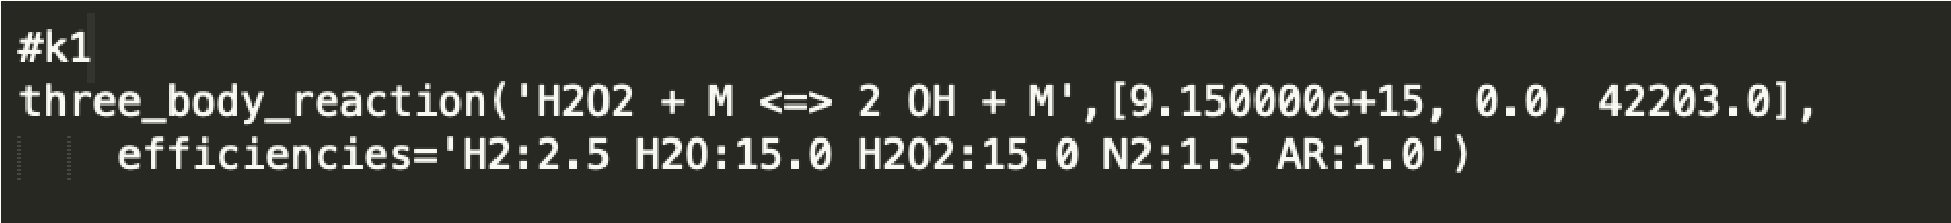 #k1
three_body_reaction('H2O2 + M <=> 2 OH + M',[9.150000e+15, 0.0, 42203.0],
efficiencies='H2:2.5 H2O:15.0 H2O2:15.0 N2:1.5 AR:1.0')